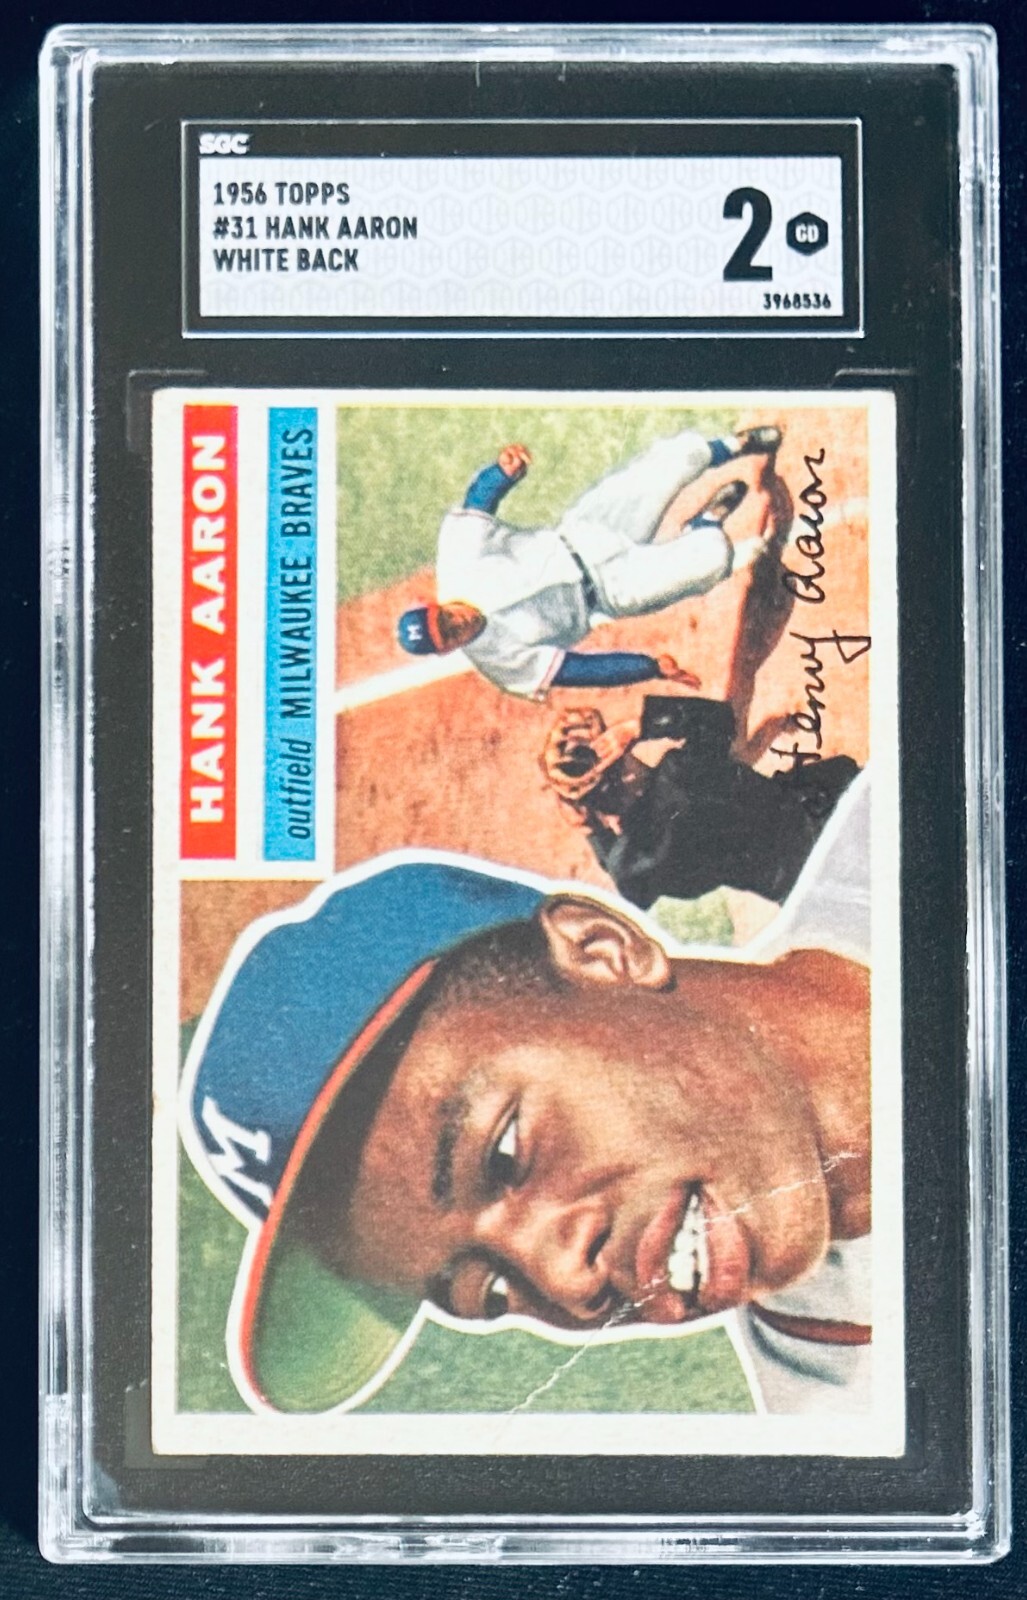 SGC
1956 TOPPS
#31 HANK AARON
WHITE BACK
2 GD
3968536
HANK AARON
outfield MILWAUKEE BRAVES
M
Henry Aaron
M